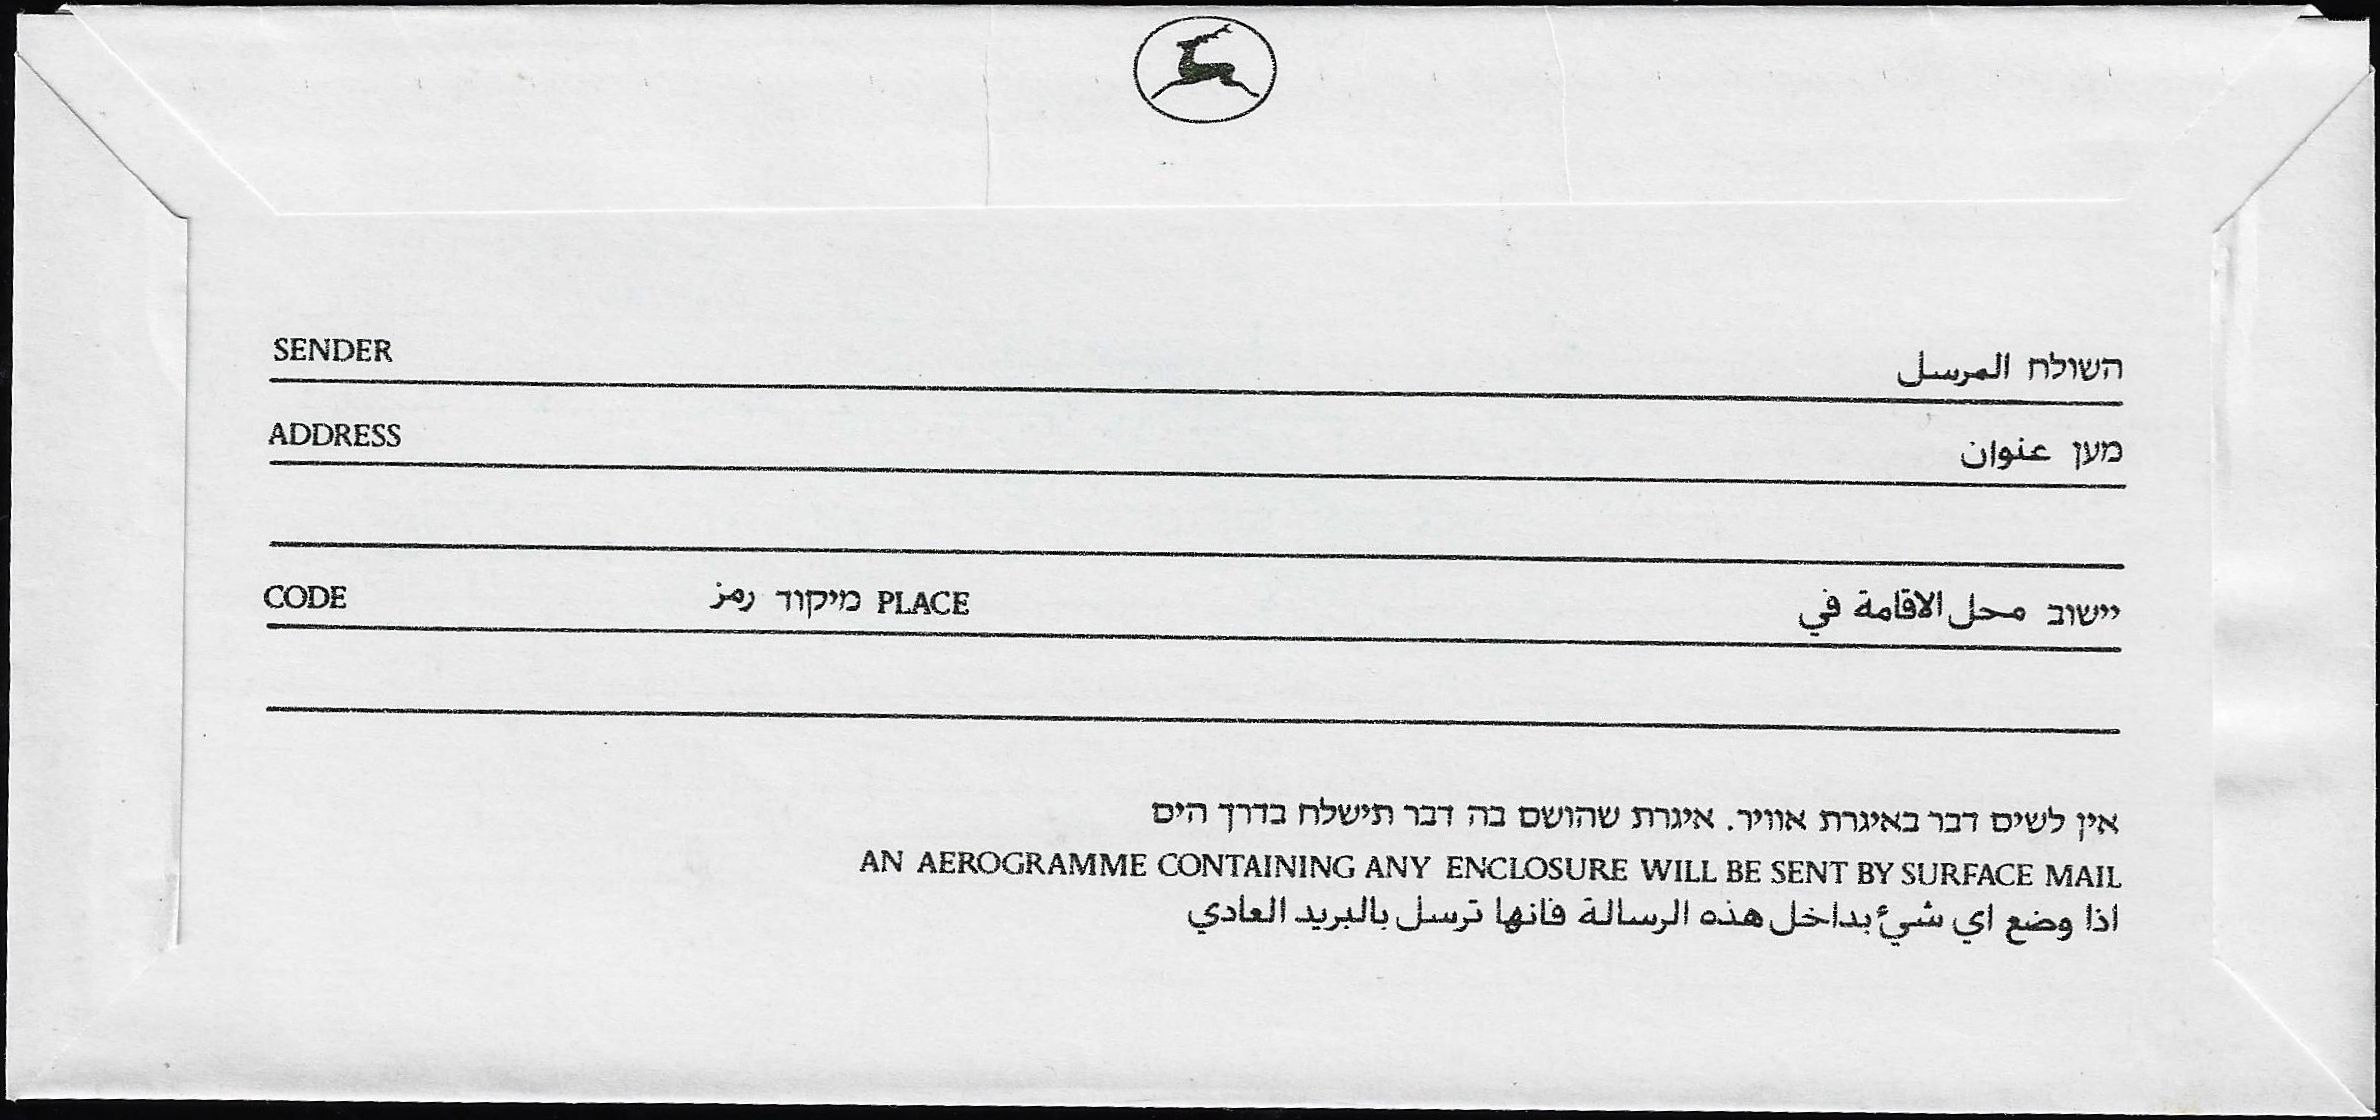 SENDER השולח المرسل
ADDRESS מען عنوان
CODE מיקוד رمز PLACE יישוב محل الاقامة في
אין לשים דבר באיגרת אוויר. איגרת שהושם בה דבר תישלח בדרך הים
AN AEROGRAMME CONTAINING ANY ENCLOSURE WILL BE SENT BY SURFACE MAIL
اذا وضع اي شيء بداخل هذه الرسالة فانها ترسل بالبريد العادي